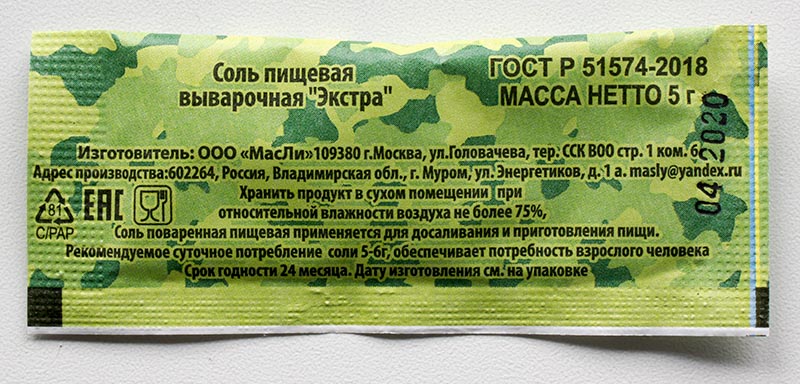 Соль пищевая
выварочная "Экстра"
ГОСТ Р 51574-2018
МАССА НЕТТО 5 г
04 2020
Изготовитель: ООО «МасЛи»109380 г.Москва, ул.Головачева, тер: ССК ВОО стр. 1 ком. 6
Адрес производства:602264, Россия, Владимирская обл., г. Муром, ул. Энергетиков, д.1 а. masly@yandex.ru
Хранить продукт в сухом помещении при
относительной влажности воздуха не более 75%,
Соль поваренная пищевая применяется для досаливания и приготовления пищи.
Рекомендуемое суточное потребление соли 5-6г, обеспечивает потребность взрослого человека
Срок годности 24 месяца. Дату изготовления см. на упаковке
81
C/PAP
EAC